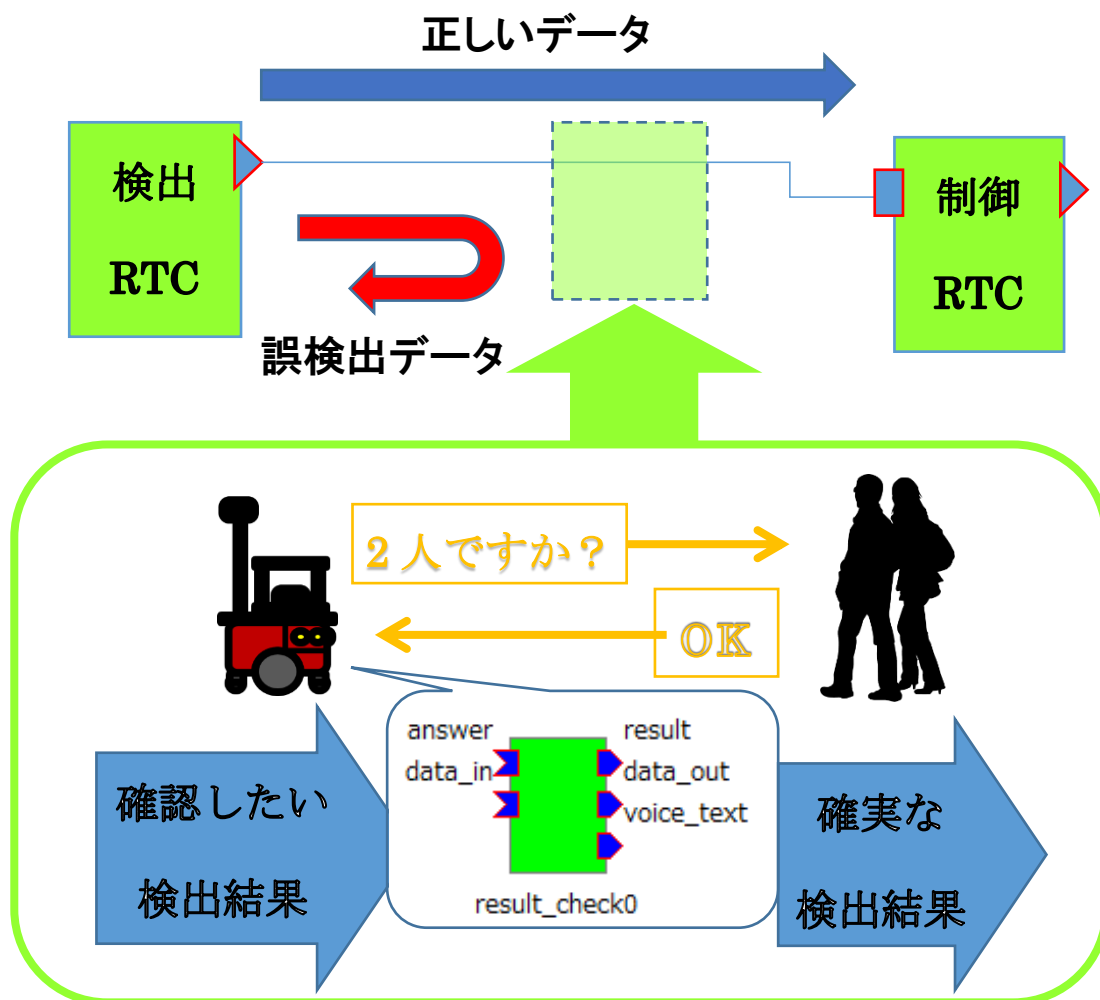 正しいデータ
検出
RTC
制御
RTC
誤検出データ
2人ですか？
OK
answer
data_in
result
data_out
voice_text
result_check0
確認したい
検出結果
確実な
検出結果